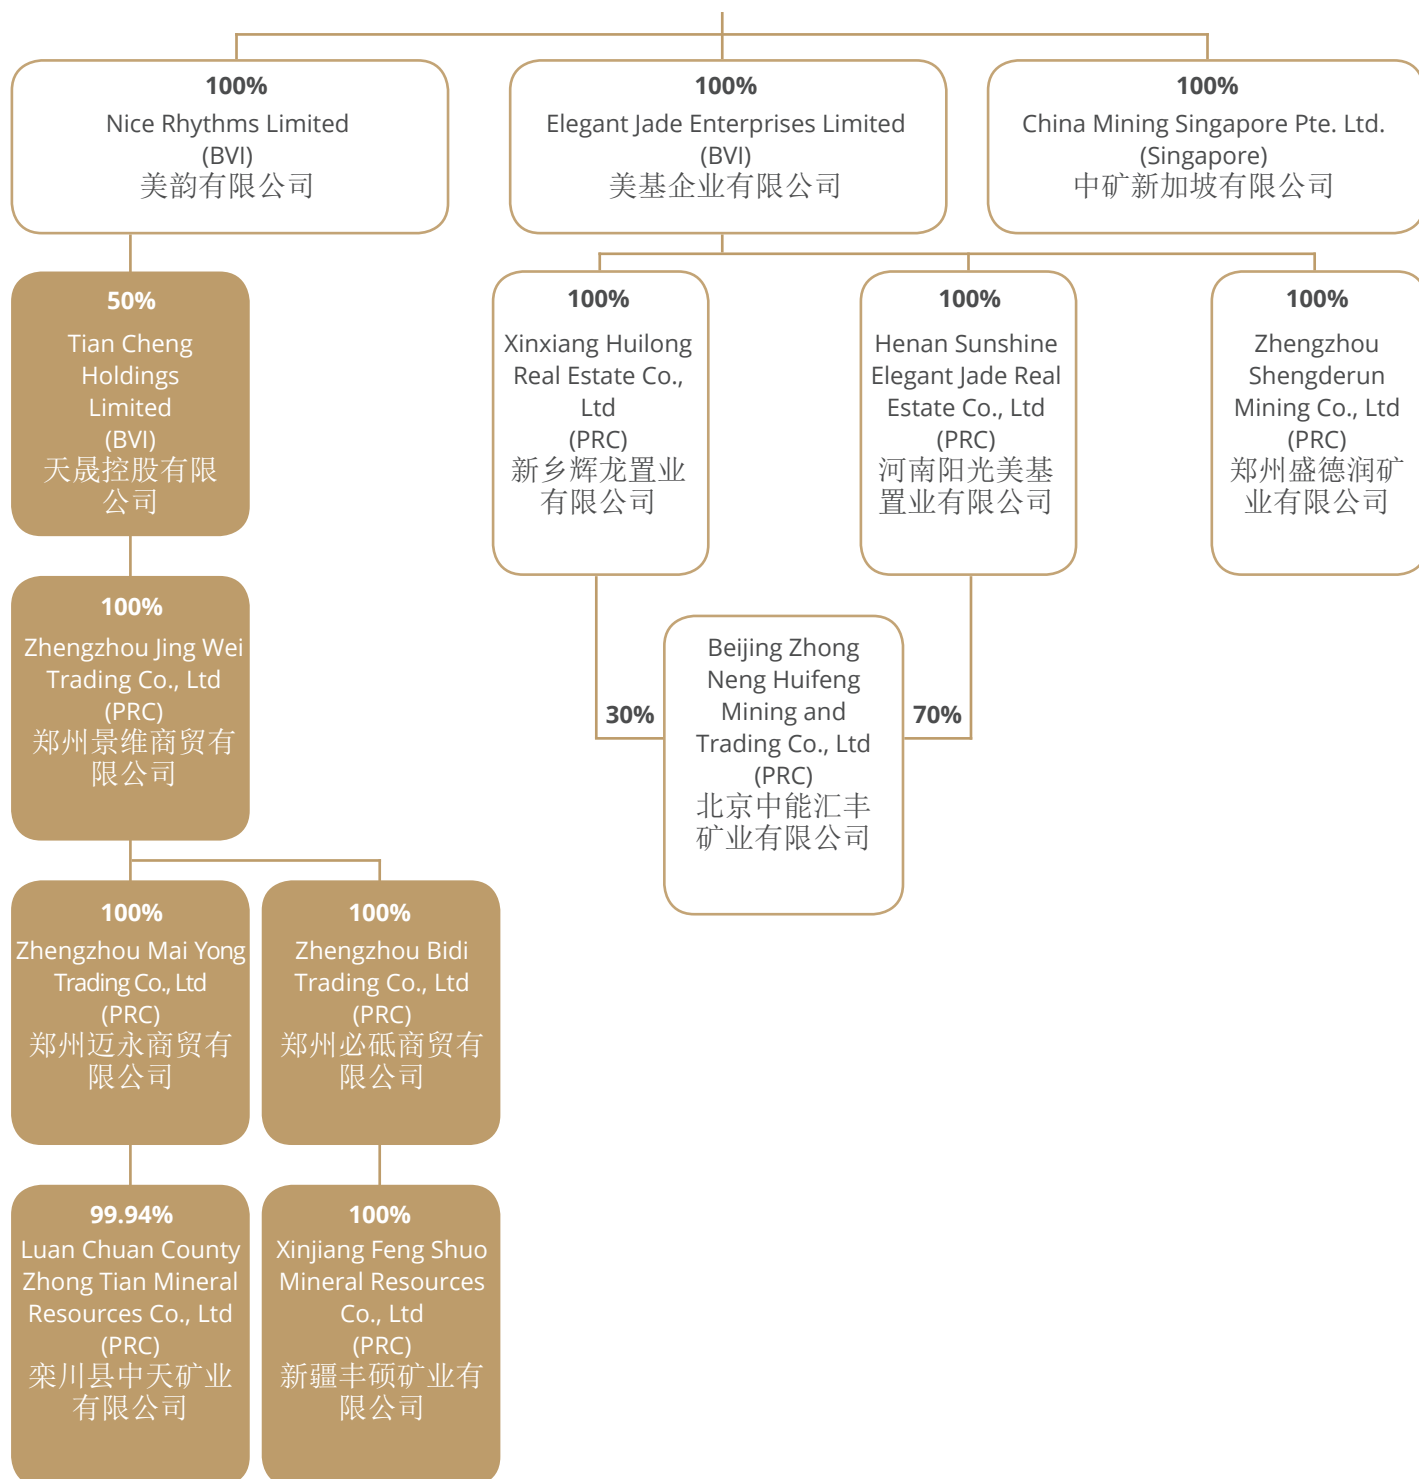 100%
Nice Rhythms Limited
(BVI)
美韵有限公司
100%
Elegant Jade Enterprises Limited
(BVI)
美基企业有限公司
100%
China Mining Singapore Pte. Ltd.
(Singapore)
中矿新加坡有限公司
50%
Tian Cheng
Holdings
Limited
(BVI)
天晟控股有限
公司
100%
Xinxiang Huilong
Real Estate Co.,
Ltd
(PRC)
新乡辉龙置业
有限公司
100%
Henan Sunshine
Elegant Jade Real
Estate Co., Ltd
(PRC)
河南阳光美基
置业有限公司
100%
Zhengzhou
Shengderun
Mining Co., Ltd
(PRC)
郑州盛德润矿
业有限公司
100%
Zhengzhou Jing Wei
Trading Co., Ltd
(PRC)
郑州景维商贸有
限公司
30%
Beijing Zhong
Neng Huifeng
Mining and
Trading Co., Ltd
(PRC)
北京中能汇丰
矿业有限公司
70%
100%
Zhengzhou Mai Yong
Trading Co., Ltd
(PRC)
郑州迈永商贸有
限公司
100%
Zhengzhou Bidi
Trading Co., Ltd
(PRC)
郑州必砥商贸有
限公司
99.94%
Luan Chuan County
Zhong Tian Mineral
Resources Co., Ltd
(PRC)
栾川县中天矿业
有限公司
100%
Xinjiang Feng Shuo
Mineral Resources
Co., Ltd
(PRC)
新疆丰硕矿业有
限公司